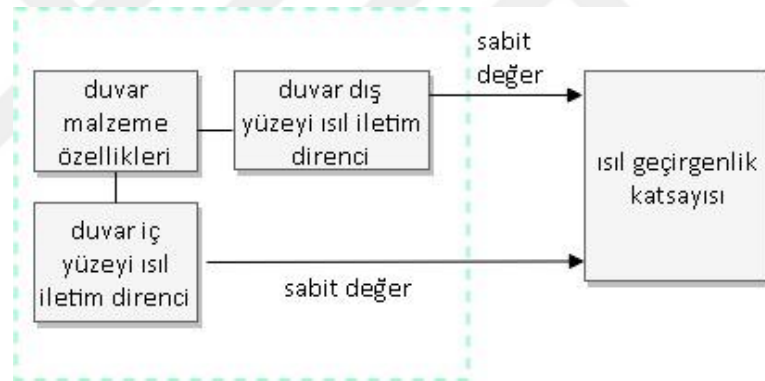 sabit
değer
duvar
malzeme
özellikleri
duvar dış
yüzeyi ısıl iletim
direnci
ısıl geçirgenlik
katsayısı
duvar iç
yüzeyi ısıl
iletim direnci
sabit değer